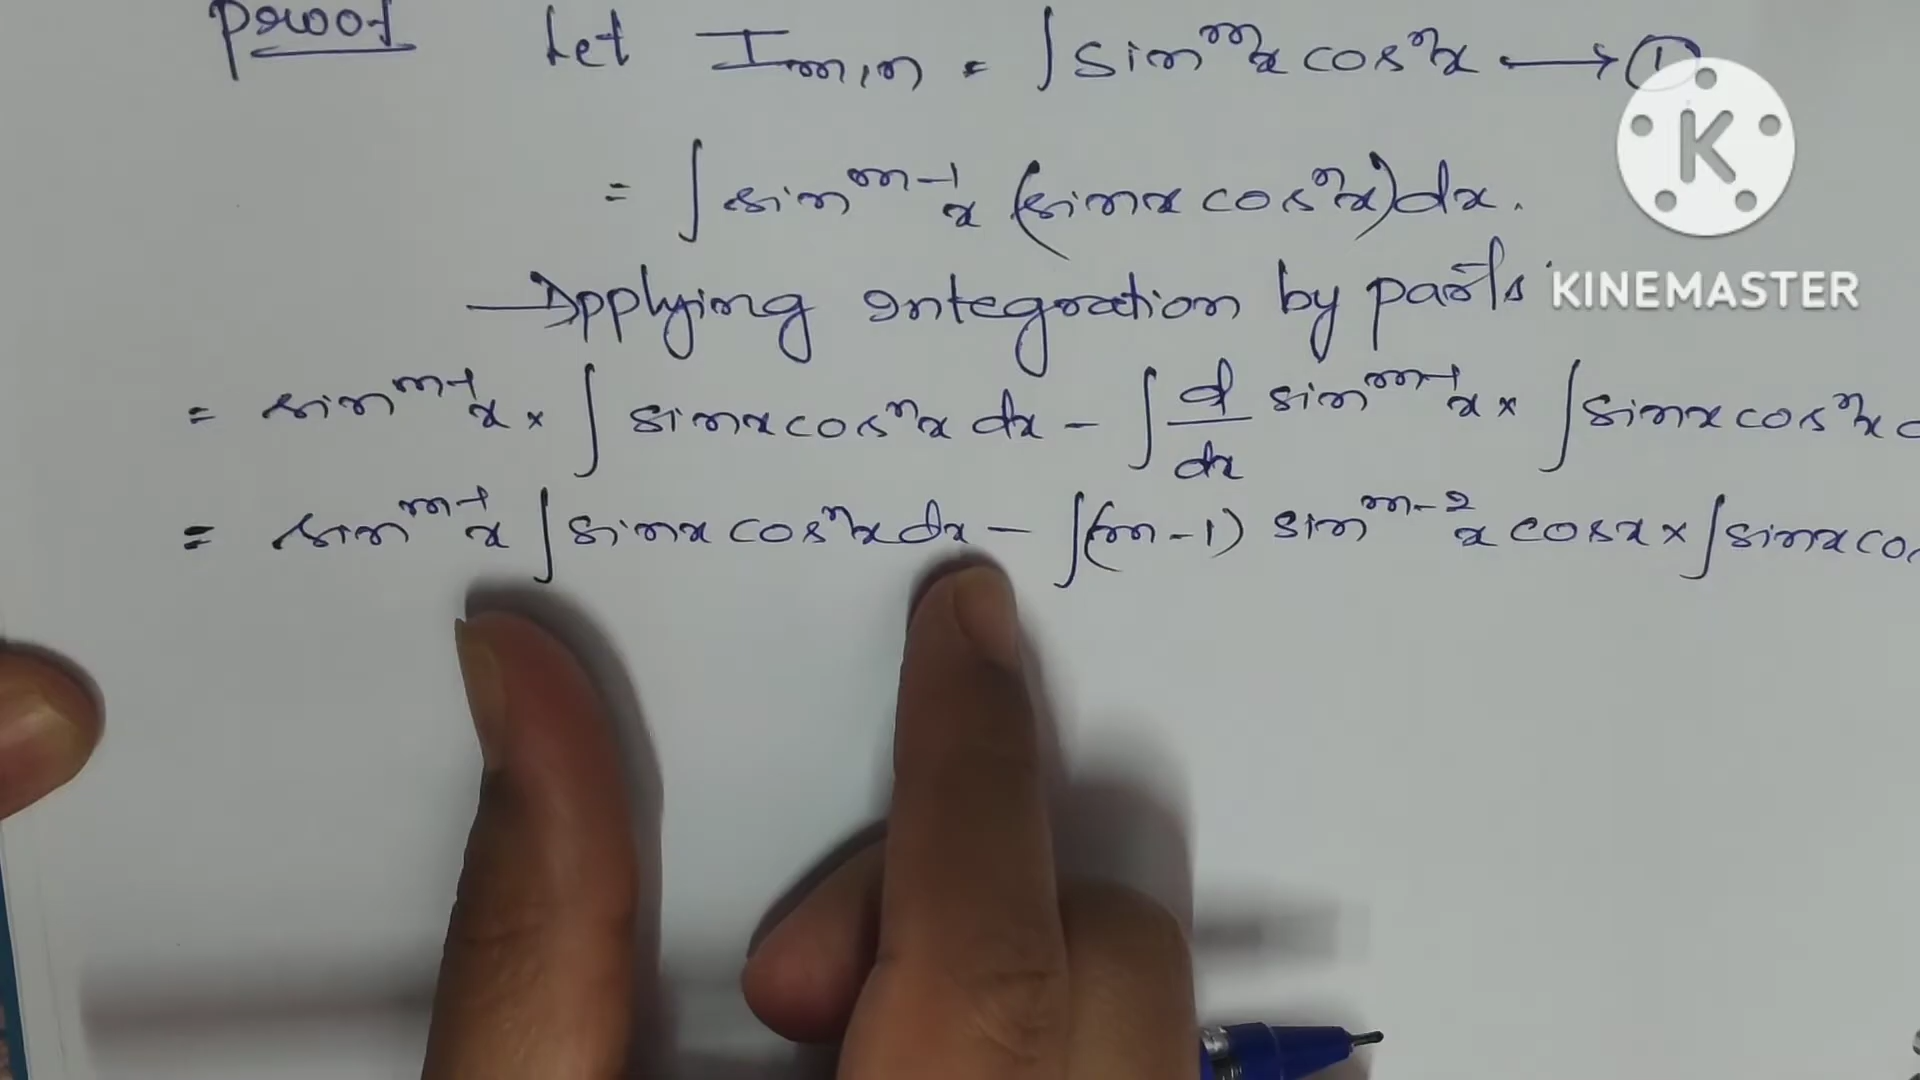 Proof Let I_{m,n} = ∫ sin^m x cos^n x → ①
= ∫ sin^{m-1} x (sin x cos^n x) dx.
Applying integration by parts
= sin^{m-1} x × ∫ sin x cos^n x dx - ∫ d/dx sin^{m-1} x × ∫ sin x cos^n x
= sin^{m-1} x ∫ sin x cos^n x dx - ∫ (m-1) sin^{m-2} x cos x × ∫ sin x cos
K
KINEMASTER